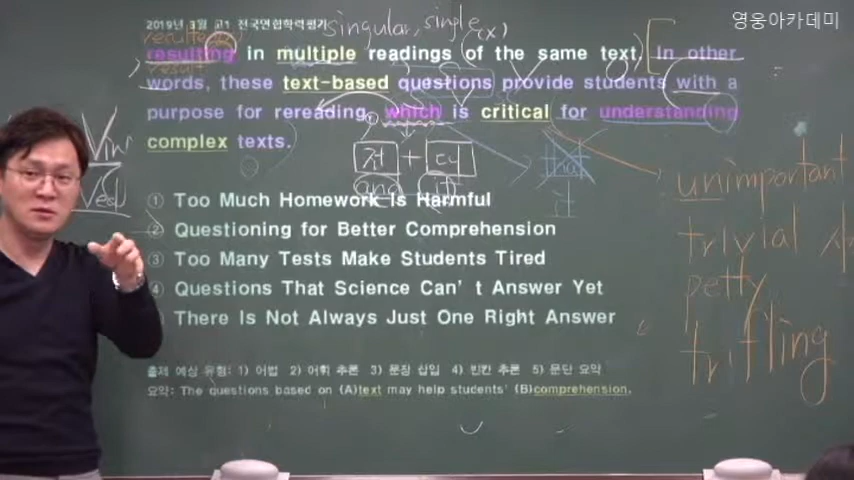 영웅아카데미
2019년 3월 고1 전국연합학력평가
singular, single (x)
resulting in multiple readings of the same text. In other
result
words, these text-based questions provide students with a
purpose for rereading, which is critical for understanding
complex texts.
접 + 대
and it
that
it
unimportant
trivial
petty
trifling
① Too Much Homework Is Harmful
② Questioning for Better Comprehension
③ Too Many Tests Make Students Tired
④ Questions That Science Can't Answer Yet
There Is Not Always Just One Right Answer
출제 예상 유형: 1) 어법 2) 어휘 추론 3) 문장 삽입 4) 빈칸 추론 5) 문단 요약
요약: The questions based on (A)text may help students' (B)comprehension.